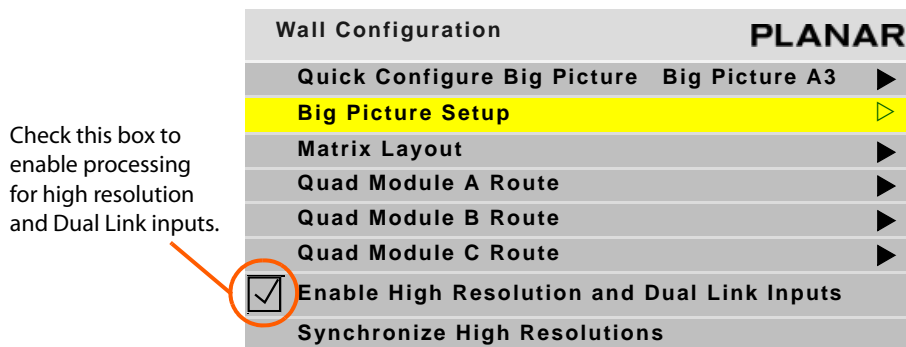 Wall Configuration PLANAR
Quick Configure Big Picture Big Picture A3
Big Picture Setup
Matrix Layout
Quad Module A Route
Quad Module B Route
Quad Module C Route
Enable High Resolution and Dual Link Inputs
Synchronize High Resolutions
Check this box to
enable processing
for high resolution
and Dual Link inputs.